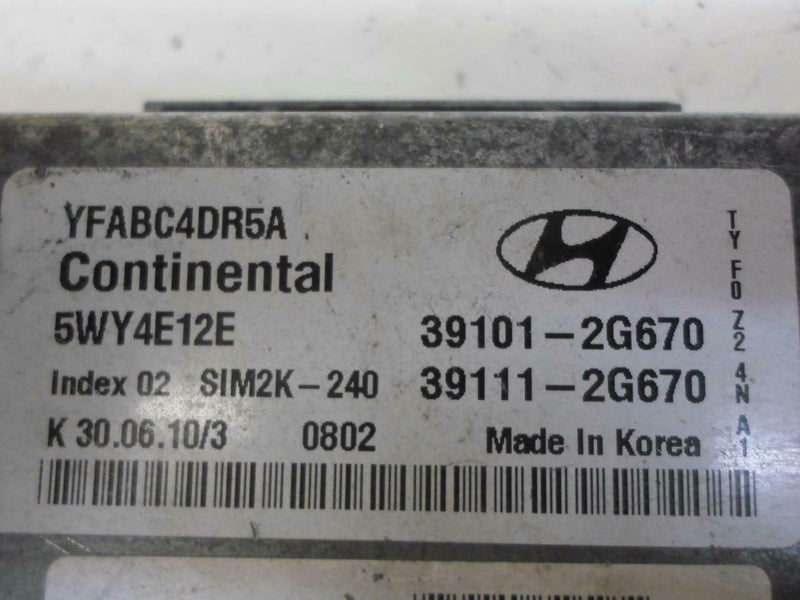 YFABC4DR5A
Continental
5WY4E12E
39101-2G670
Index 02 SIM2K-240
39111-2G670
K 30.06.10/3 0802 Made In Korea
TY F0 Z2 4N A1